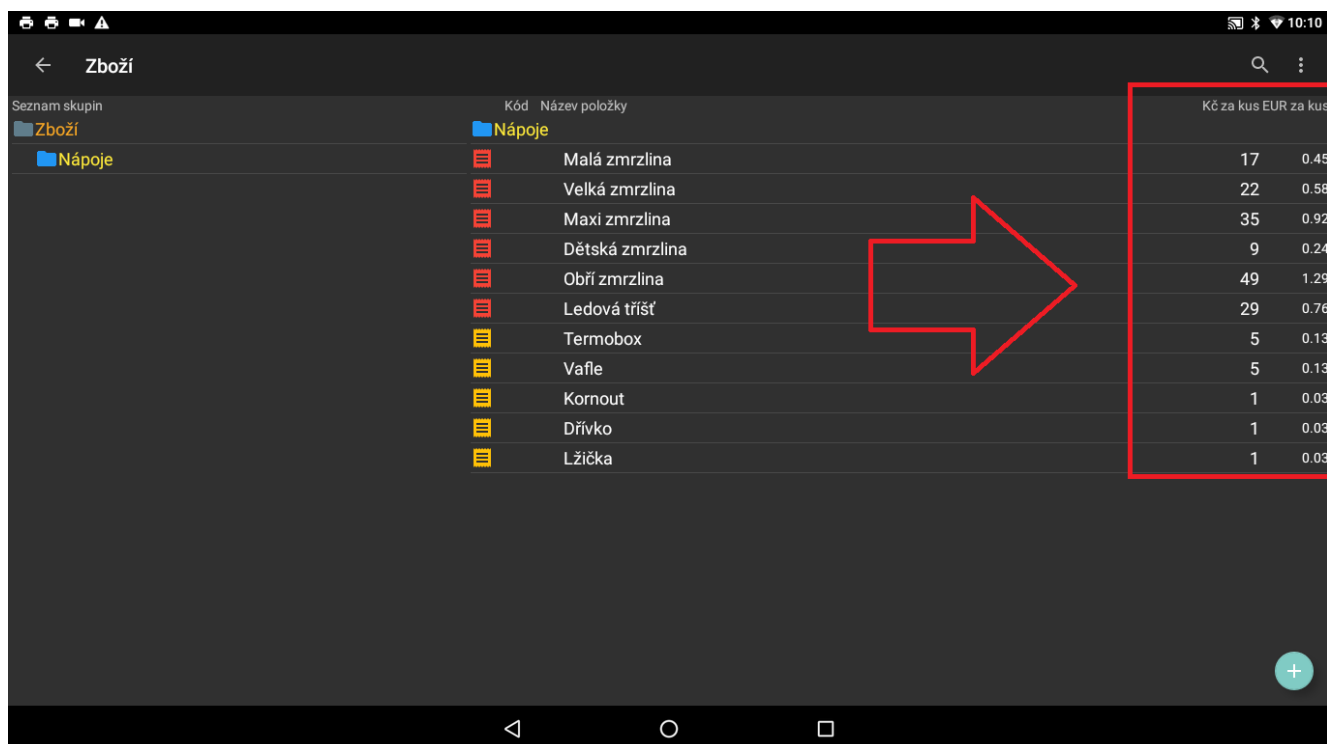 10:10
Zboží
Seznam skupin
Kód Název položky Kč za kus EUR za kus
Zboží
Nápoje
Nápoje
Malá zmrzlina 17 0.45
Velká zmrzlina 22 0.58
Maxi zmrzlina 35 0.92
Dětská zmrzlina 9 0.24
Obří zmrzlina 49 1.29
Ledová tříšť 29 0.76
Termobox 5 0.13
Vafle 5 0.13
Kornout 1 0.03
Dřívko 1 0.03
Lžička 1 0.03